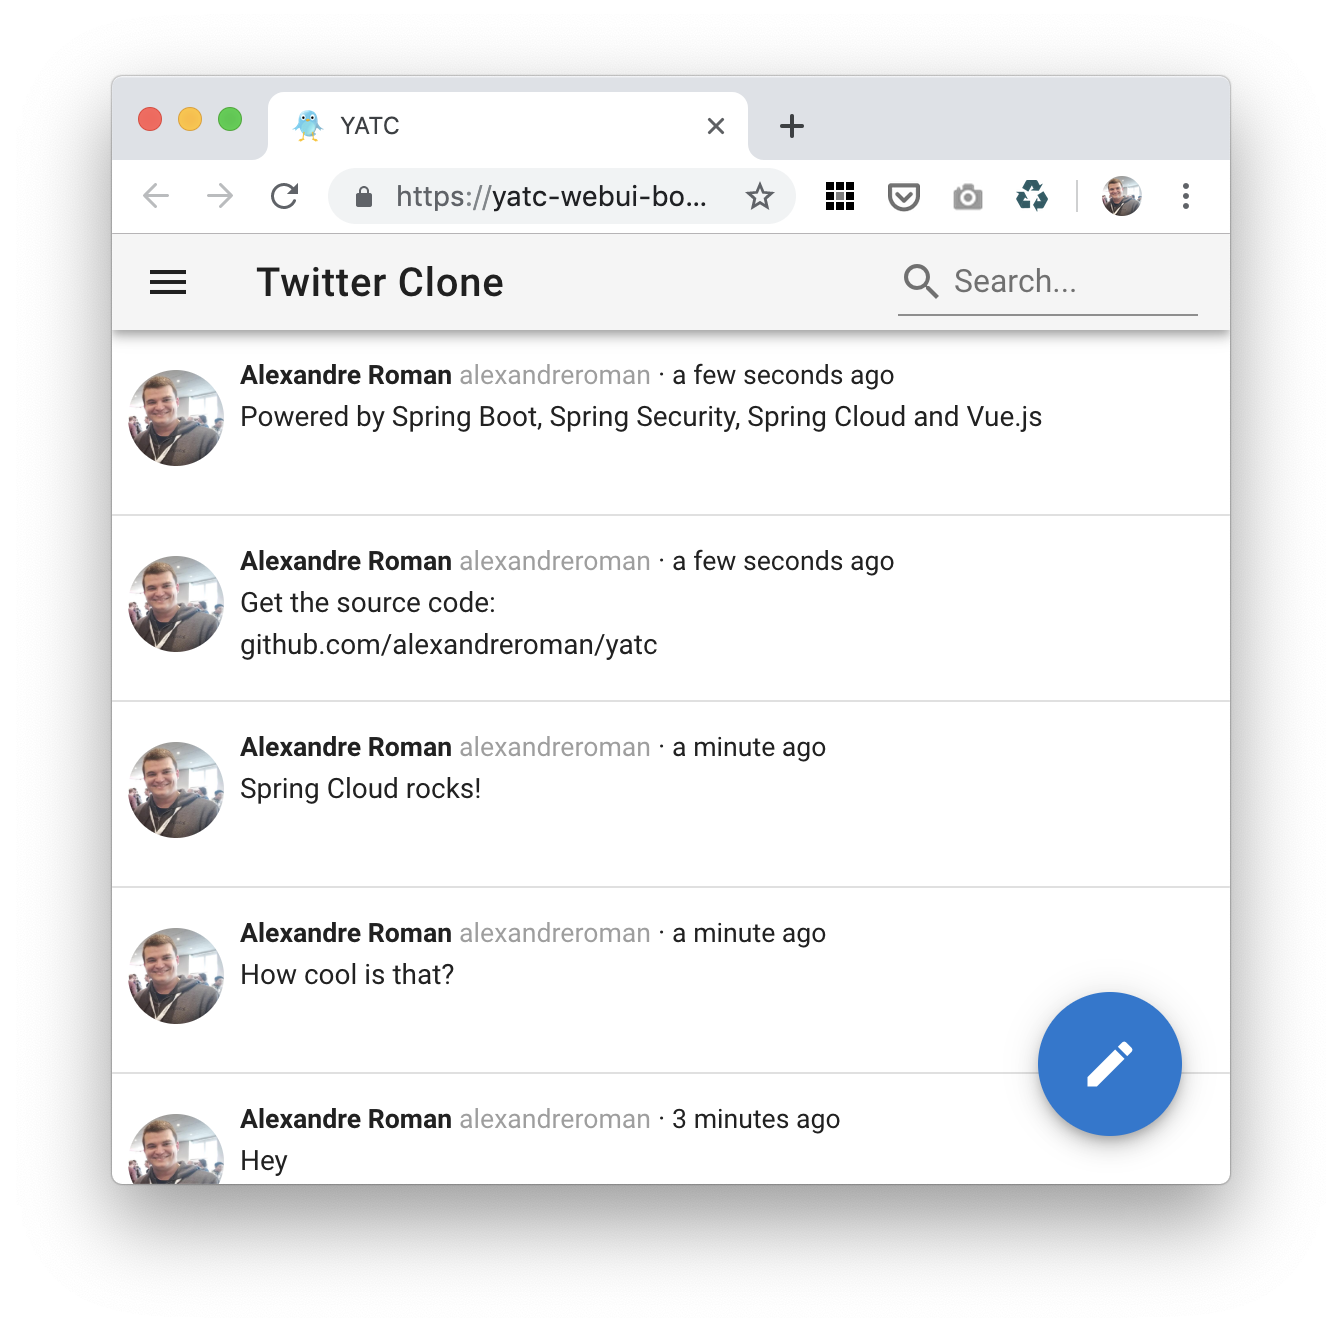 YATC
https://yatc-webui-bo...
Twitter Clone
Search...
Alexandre Roman alexandreroman · a few seconds ago
Powered by Spring Boot, Spring Security, Spring Cloud and Vue.js
Alexandre Roman alexandreroman · a few seconds ago
Get the source code:
github.com/alexandreroman/yatc
Alexandre Roman alexandreroman · a minute ago
Spring Cloud rocks!
Alexandre Roman alexandreroman · a minute ago
How cool is that?
Alexandre Roman alexandreroman · 3 minutes ago
Hey